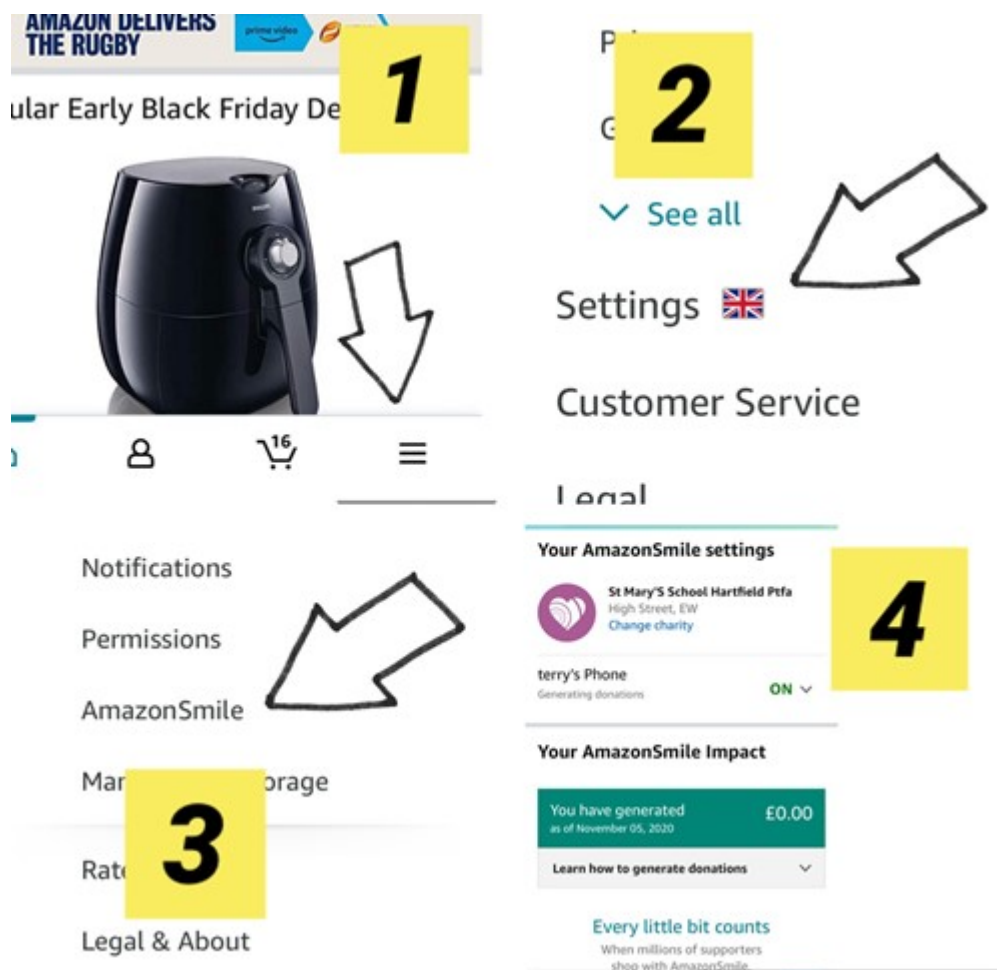 AMAZON DELIVERS
THE RUGBY
prime video
1
ular Early Black Friday De
16
2
See all
Settings
Customer Service
Legal
Notifications
Permissions
AmazonSmile
3
Legal & About
Your AmazonSmile settings
St Mary'S School Hartfield Ptfa
High Street, EW
Change charity
4
terry's Phone
Generating donations
ON
Your AmazonSmile Impact
You have generated
£0.00
as of November 05, 2020
Learn how to generate donations
Every little bit counts
When millions of supporters
shop with AmazonSmile,